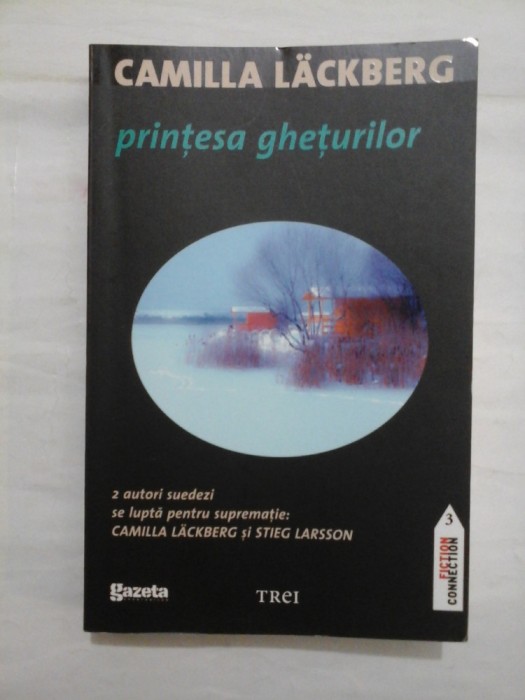 CAMILLA LÄCKBERG
prințesa ghețurilor
2 autori suedezi
se luptă pentru supremație:
CAMILLA LÄCKBERG și STIEG LARSSON
gazeta
TREI
3
FICTION
CONNECTION